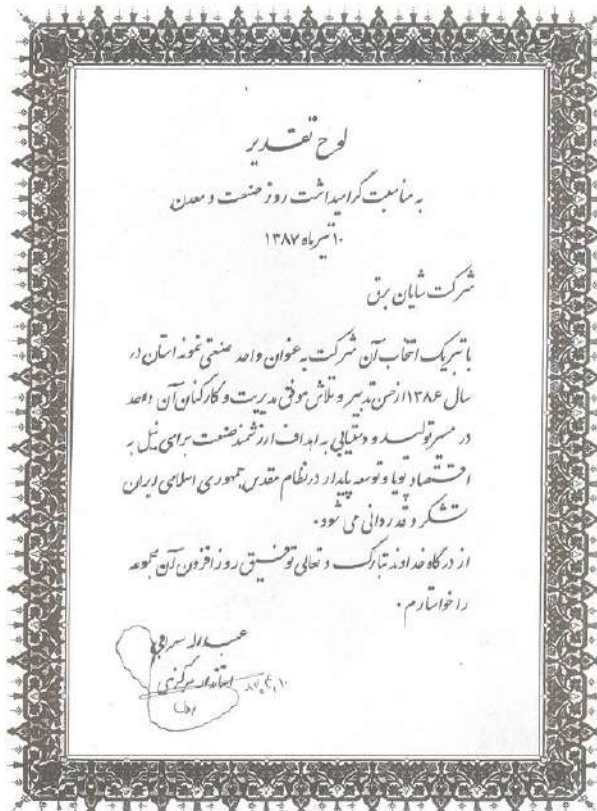 لوح تقدیر
به مناسبت گرامیداشت روز صنعت و معدن
۱۰ تیرماه ۱۳۸۷
شرکت شایان برق
با تبریک انتخاب آن شرکت به عنوان واحد صنعتی نمونه استان در
سال ۱۳۸۶ از حسن تدبیر و تلاش موفق مدیریت و کارکنان آن واحد
در مسیر تولید و دستیابی به اهداف ارزشمند صنعت برای نیل به
اقتصاد پویا و توسعه پایدار در نظام مقدس جمهوری اسلامی ایران
تشکر و قدردانی می شود.
از درگاه خداوند تبارک و تعالی توفیق روزافزون آن مجموعه
را خواستارم.
استاندار مرکزی